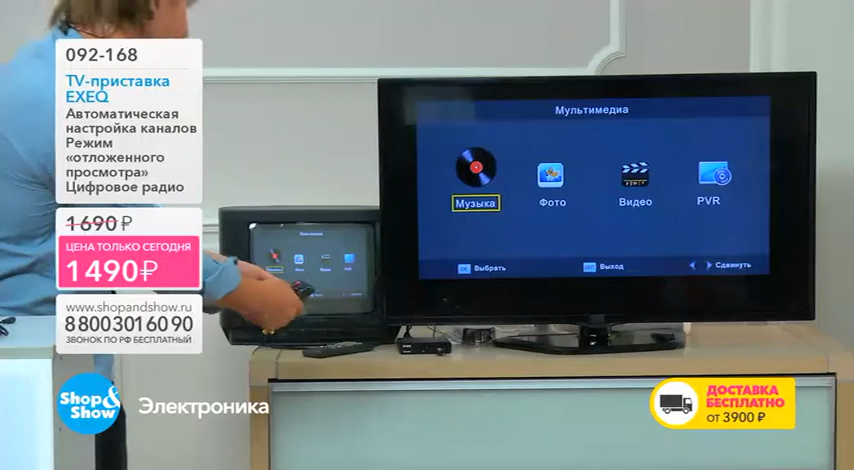 092-168
TV-приставка
EXEQ
Автоматическая
настройка каналов
Режим
«отложенного
просмотра»
Цифровое радио
1690 ₽
ЦЕНА ТОЛЬКО СЕГОДНЯ
1490₽
www.shopandshow.ru
88003016090
ЗВОНОК ПО РФ БЕСПЛАТНЫЙ
Shop&
Show
Электроника
Мультимедиа
Музыка
Фото
Видео
PVR
OK Выбрать
EXIT Выход
Сдвинуть
ДОСТАВКА
БЕСПЛАТНО
ОТ 3900 ₽